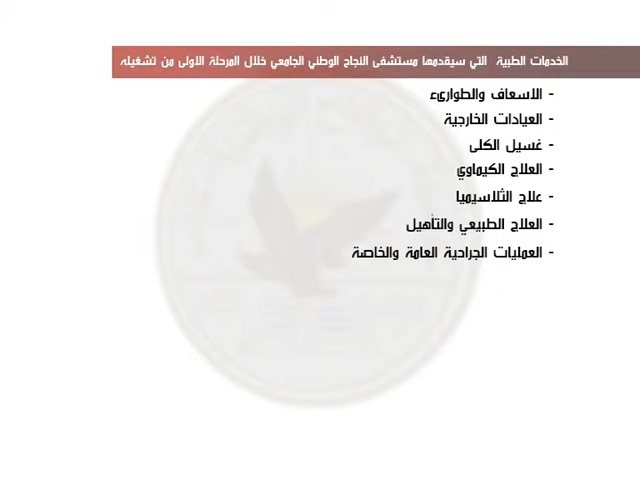 الخدمات الطبية التي سيقدمها مستشفى النجاح الوطني الجامعي خلال المرحلة الاولى من تشغيله
- الاسعاف والطوارىء
- العيادات الخارجية
- غسيل الكلى
- العلاج الكيماوي
- علاج الثلاسيميا
- العلاج الطبيعي والتأهيل
- العمليات الجراحية العامة والخاصة